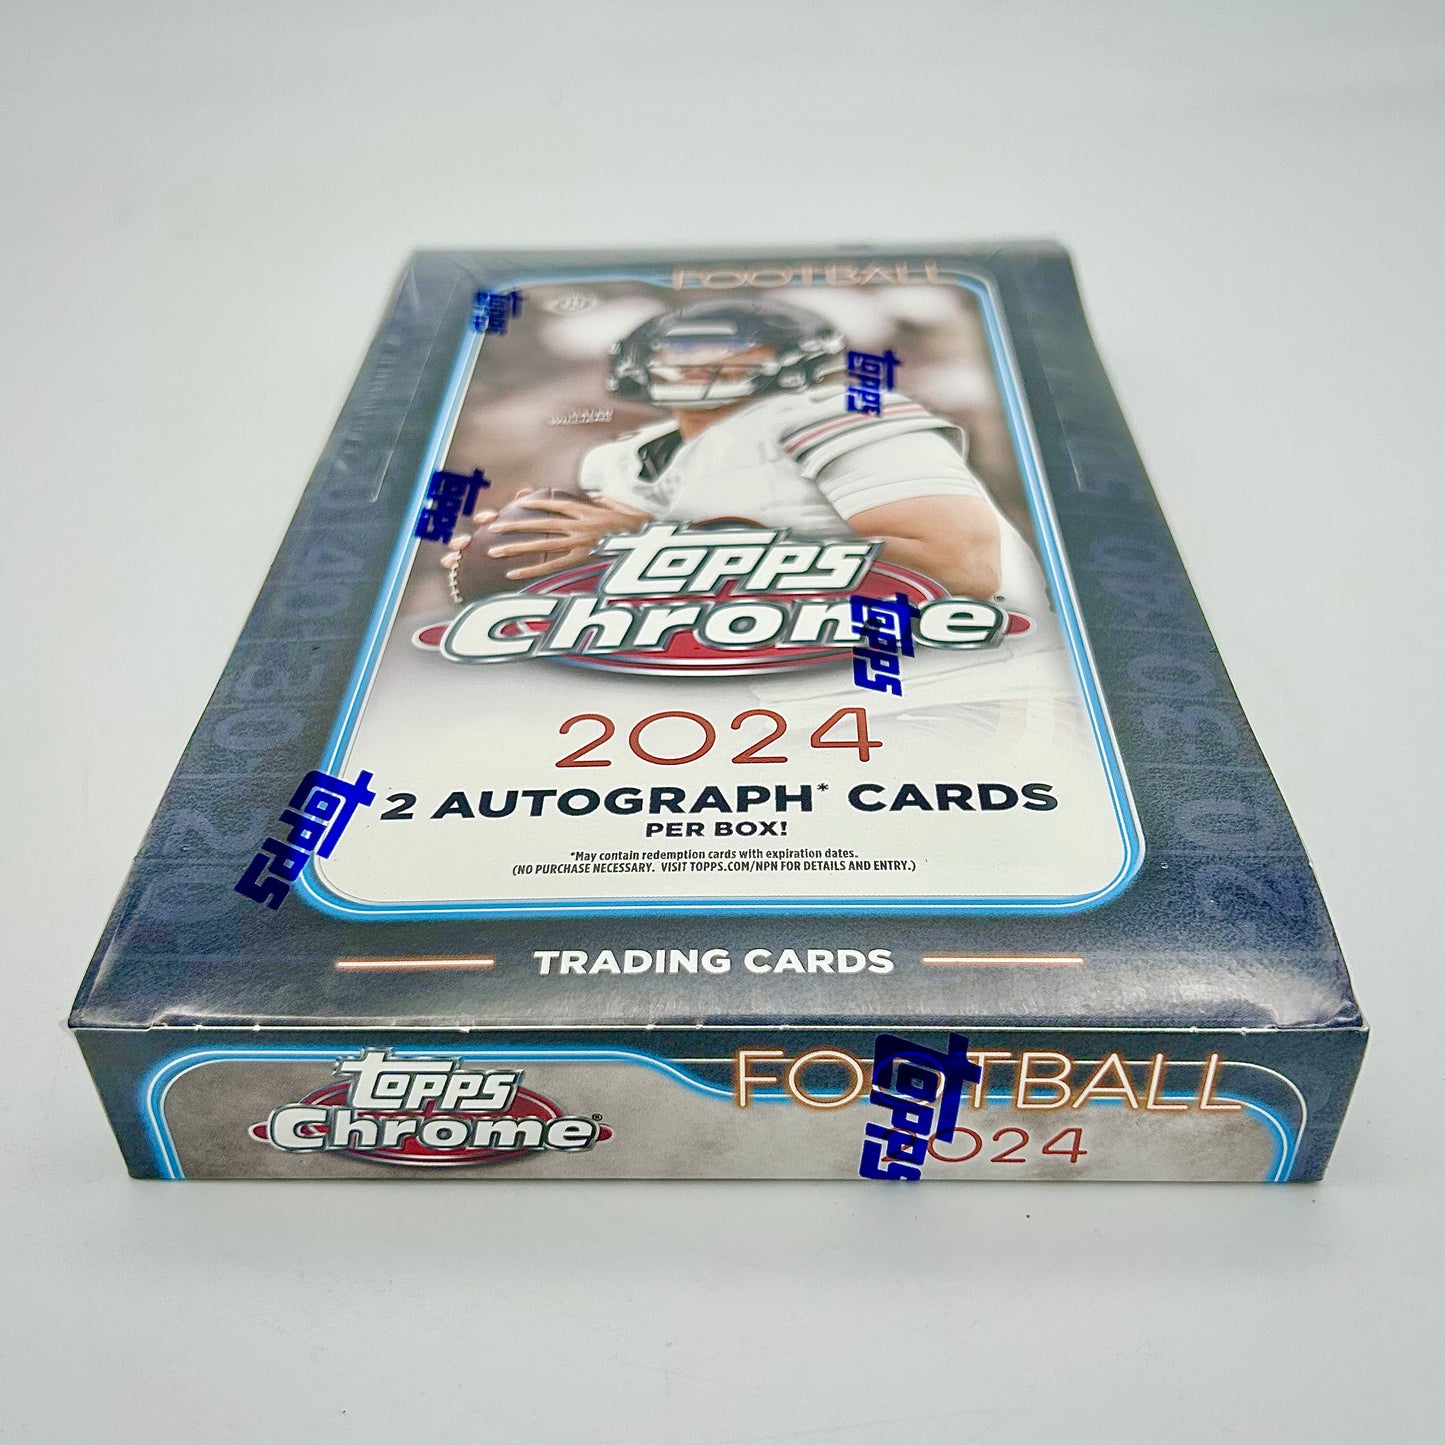 FOOTBALL
topps
topps
topps
topps
Chrome®
topps
2024
topps
2 AUTOGRAPH* CARDS
PER BOX!
*May contain redemption cards with expiration dates.
(NO PURCHASE NECESSARY. VISIT TOPPS.COM/NPN FOR DETAILS AND ENTRY.)
TRADING CARDS
topps
Chrome®
FOOTBALL
topps
2024